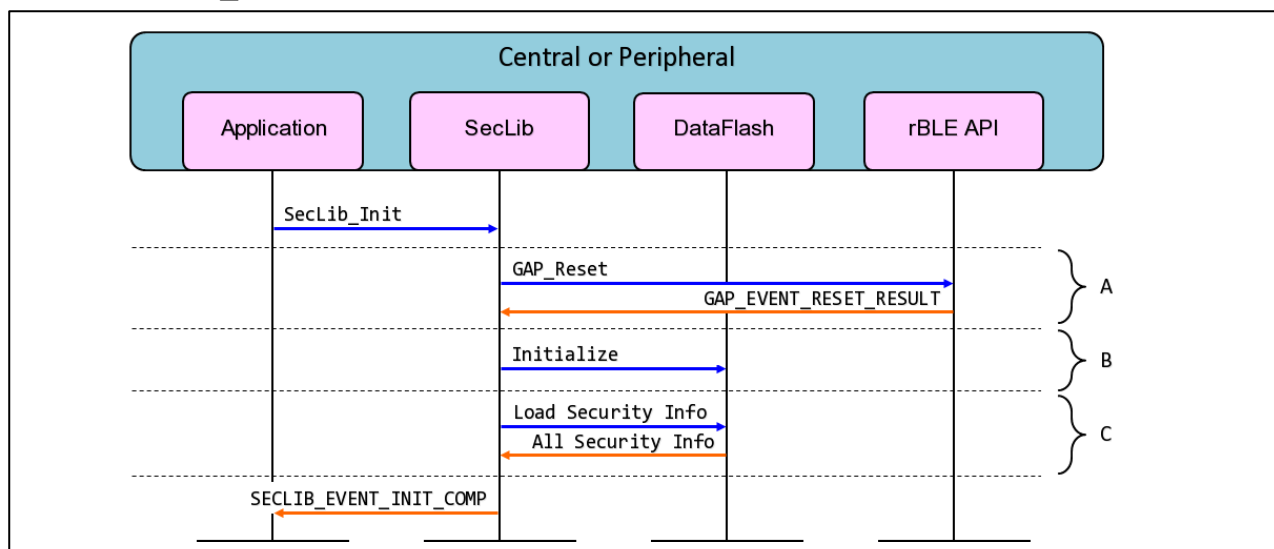 Central or Peripheral
Application
SecLib
DataFlash
rBLE API
SecLib_Init
GAP_Reset
GAP_EVENT_RESET_RESULT
A
Initialize
B
Load Security Info
All Security Info
C
SECLIB_EVENT_INIT_COMP